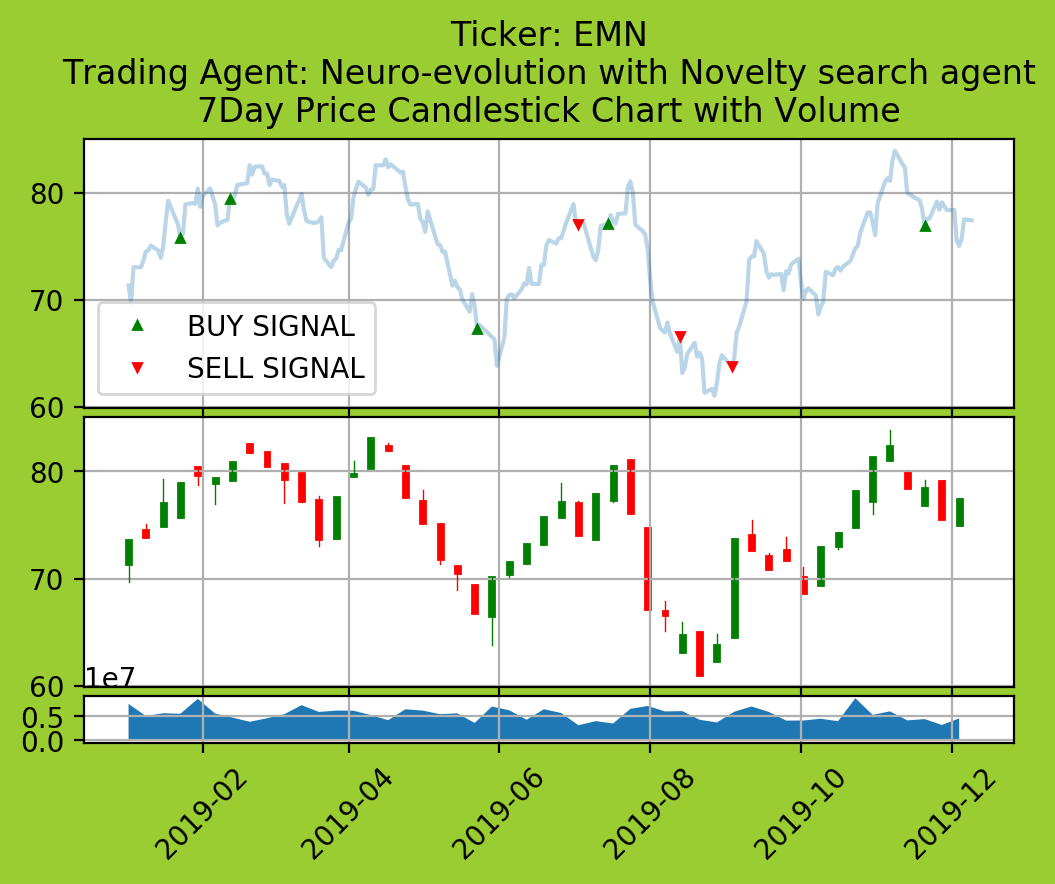 Ticker: EMN
Trading Agent: Neuro-evolution with Novelty search agent
7Day Price Candlestick Chart with Volume
80
70
60
BUY SIGNAL
SELL SIGNAL
80
70
60
1e7
0.5
0.0
2019-02
2019-04
2019-06
2019-08
2019-10
2019-12